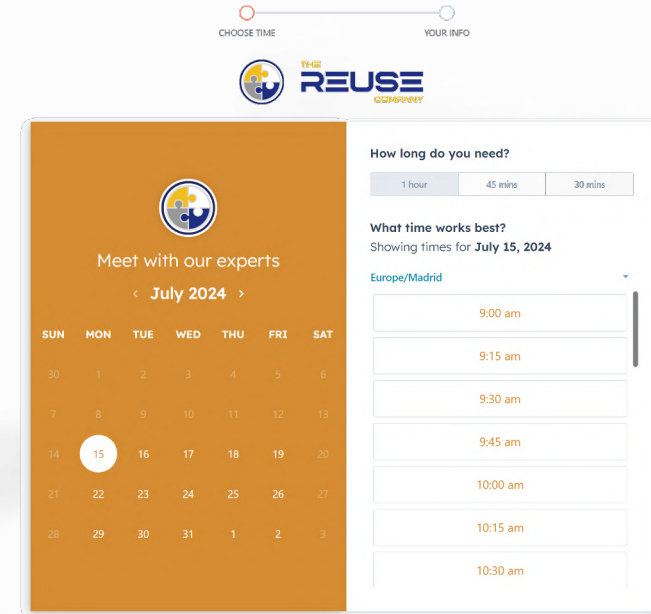 CHOOSE TIME YOUR INFO
THE
REUSE
COMPANY
Meet with our experts
‹ July 2024 ›
SUN MON TUE WED THU FRI SAT
30 1 2 3 4 5 6
7 8 9 10 11 12 13
14 15 16 17 18 19 20
21 22 23 24 25 26 27
28 29 30 31 1 2 3
How long do you need?
1 hour 45 mins 30 mins
What time works best?
Showing times for July 15, 2024
Europe/Madrid
9:00 am
9:15 am
9:30 am
9:45 am
10:00 am
10:15 am
10:30 am